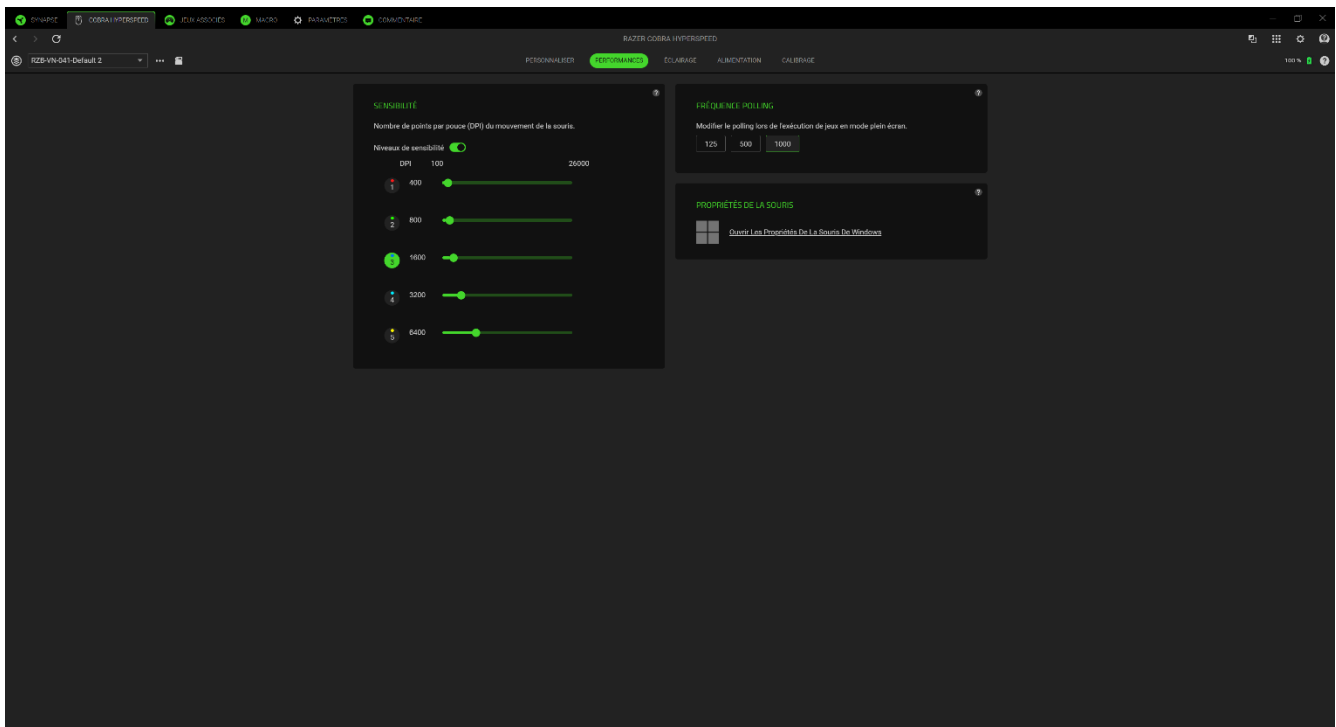 SYNAPSE COBRA HYPERSPEED JEUX ASSOCIÉS MACRO PARAMÈTRES COMMENTAIRE
RAZER COBRA HYPERSPEED
RZB-VN-041-Default 2 PERSONNALISER PERFORMANCES ÉCLAIRAGE ALIMENTATION CALIBRAGE 100 %
SENSIBILITÉ
Nombre de points par pouce (DPI) du mouvement de la souris.
Niveaux de sensibilité
DPI 100 26000
1 400
2 800
3 1600
4 3200
5 6400
FRÉQUENCE POLLING
Modifier le polling lors de l'exécution de jeux en mode plein écran.
125 500 1000
PROPRIÉTÉS DE LA SOURIS
Ouvrir Les Propriétés De La Souris De Windows